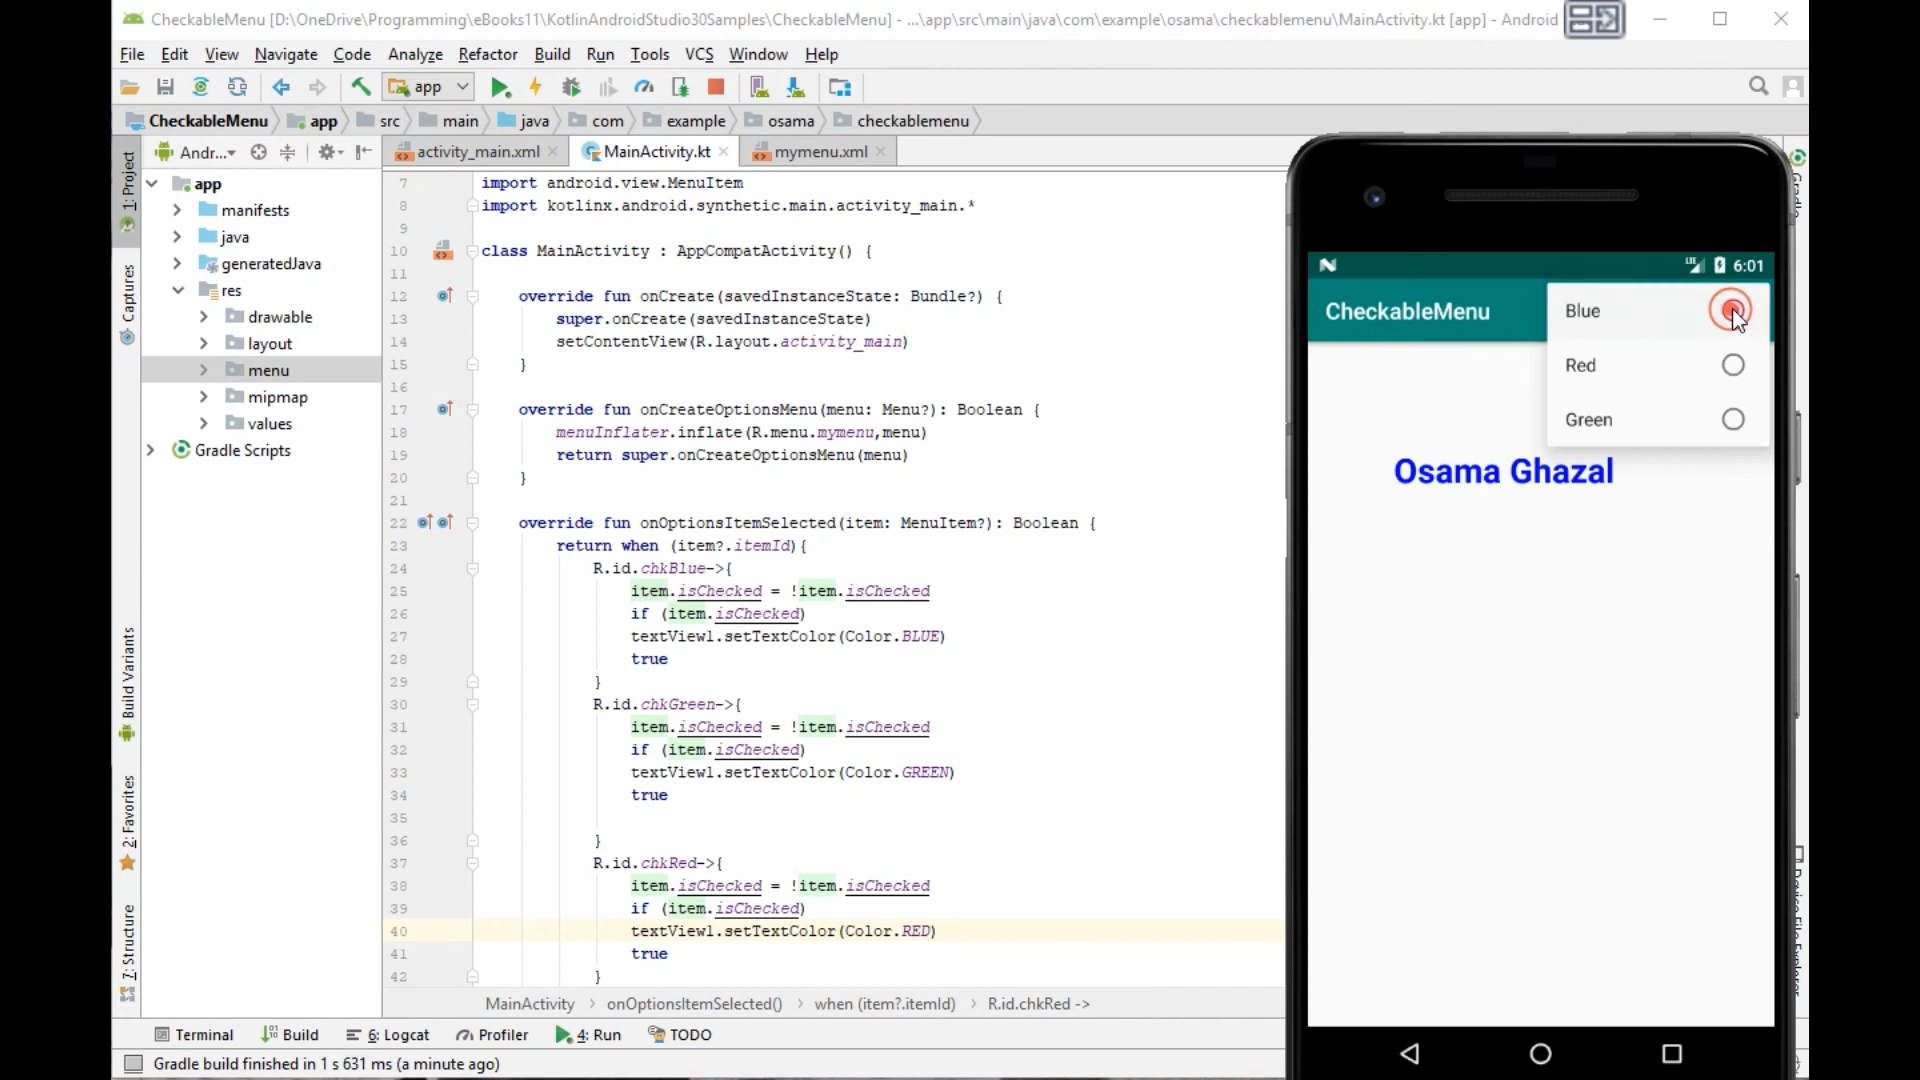 CheckableMenu [D:\OneDrive\Programming\eBooks11\KotlinAndroidStudio30Samples\CheckableMenu] - ...\app\src\main\java\com\example\osama\checkablemenu\MainActivity.kt [app] - Android
File Edit View Navigate Code Analyze Refactor Build Run Tools VCS Window Help
app
CheckableMenu app src main java com example osama checkablemenu
1: Project
Captures
Build Variants
2: Favorites
7: Structure
Andr...
app
manifests
java
generatedJava
res
drawable
layout
menu
mipmap
values
Gradle Scripts
activity_main.xml MainActivity.kt mymenu.xml
7 import android.view.MenuItem
8 import kotlinx.android.synthetic.main.activity_main.*
9
10 class MainActivity : AppCompatActivity() {
11
12 override fun onCreate(savedInstanceState: Bundle?) {
13 super.onCreate(savedInstanceState)
14 setContentView(R.layout.activity_main)
15 }
16
17 override fun onCreateOptionsMenu(menu: Menu?): Boolean {
18 menuInflater.inflate(R.menu.mymenu,menu)
19 return super.onCreateOptionsMenu(menu)
20 }
21
22 override fun onOptionsItemSelected(item: MenuItem?): Boolean {
23 return when (item?.itemId){
24 R.id.chkBlue->{
25 item.isChecked = !item.isChecked
26 if (item.isChecked)
27 textView1.setTextColor(Color.BLUE)
28 true
29 }
30 R.id.chkGreen->{
31 item.isChecked = !item.isChecked
32 if (item.isChecked)
33 textView1.setTextColor(Color.GREEN)
34 true
35
36 }
37 R.id.chkRed->{
38 item.isChecked = !item.isChecked
39 if (item.isChecked)
40 textView1.setTextColor(Color.RED)
41 true
42 }
MainActivity › onOptionsItemSelected() › when (item?.itemId) › R.id.chkRed ->
Terminal Build 6: Logcat Profiler 4: Run TODO
Gradle build finished in 1 s 631 ms (a minute ago)
LTE 6:01
CheckableMenu
Blue
Red
Green
Osama Ghazal
Gradle